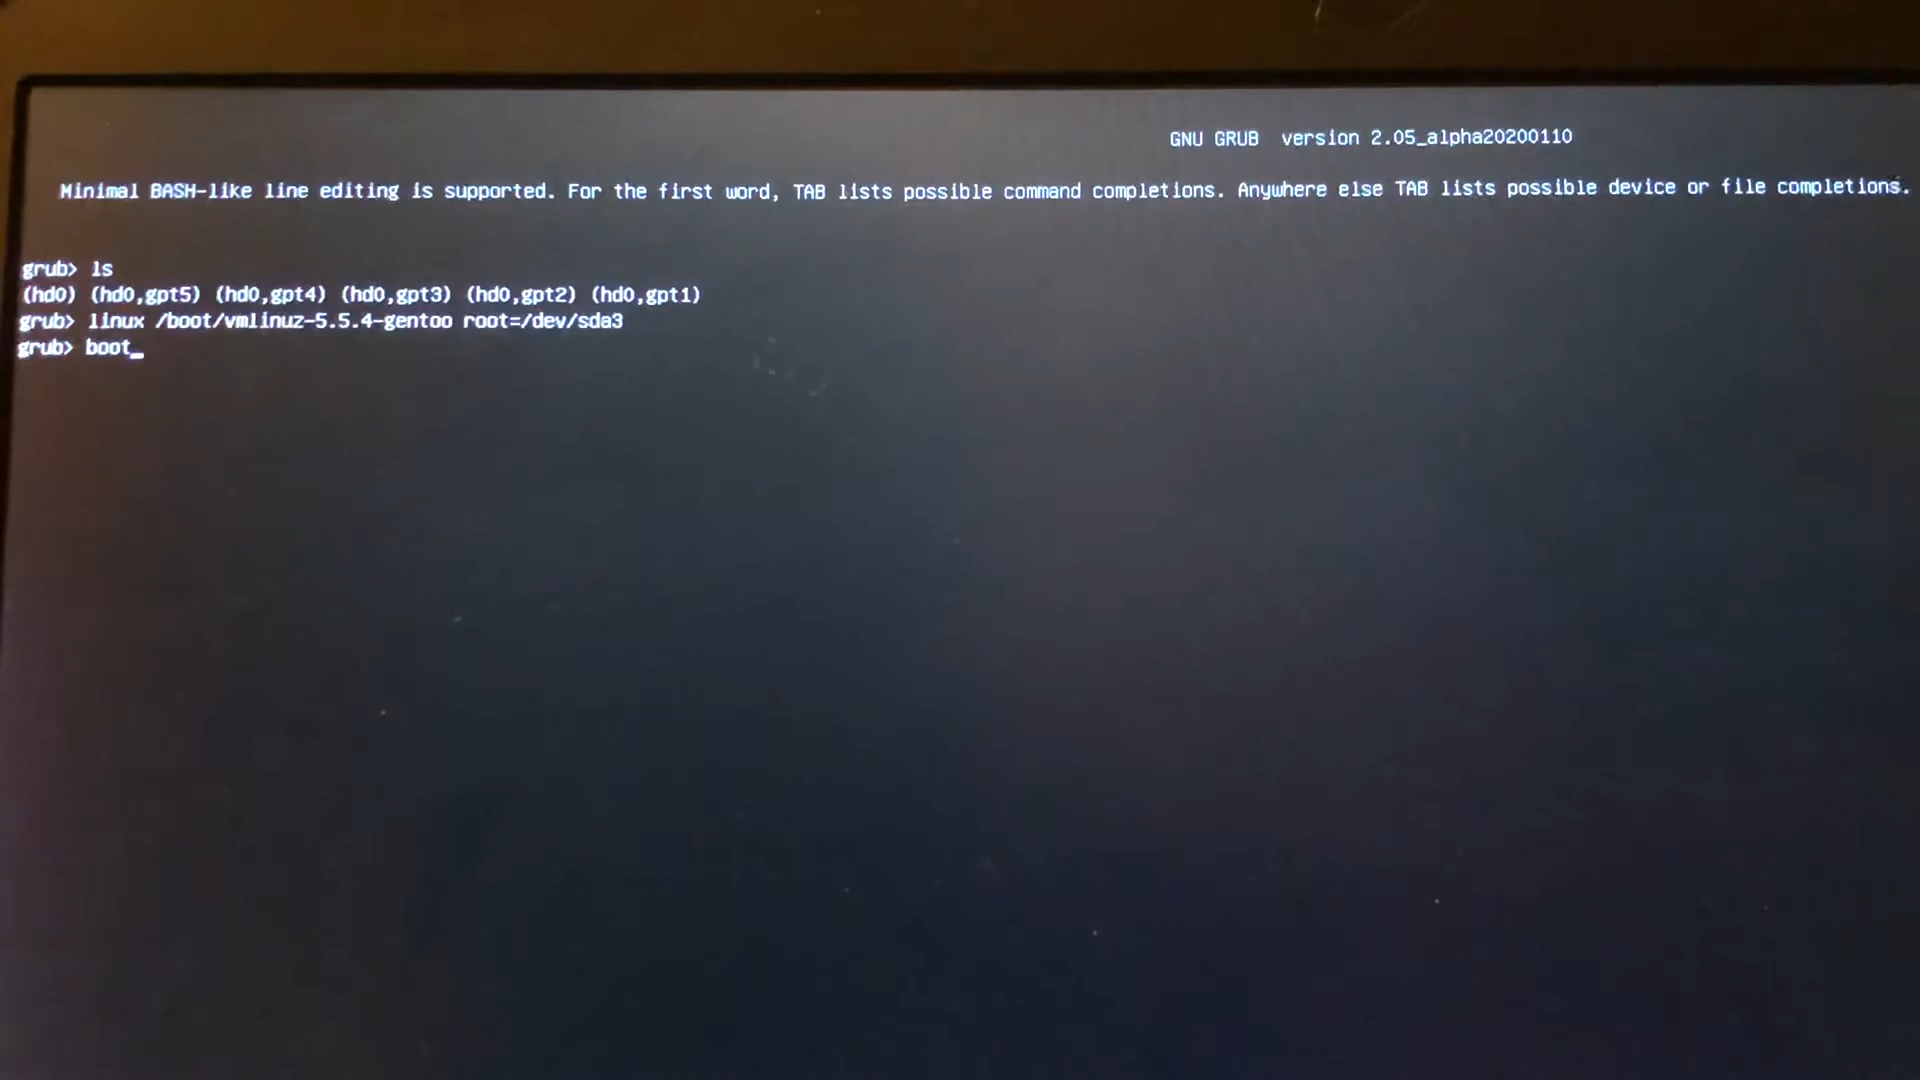 GNU GRUB  version 2.05_alpha20200110
Minimal BASH-like line editing is supported. For the first word, TAB lists possible command completions. Anywhere else TAB lists possible device or file completions.
grub> ls
(hd0) (hd0,gpt5) (hd0,gpt4) (hd0,gpt3) (hd0,gpt2) (hd0,gpt1)
grub> linux /boot/vmlinuz-5.5.4-gentoo root=/dev/sda3
grub> boot_